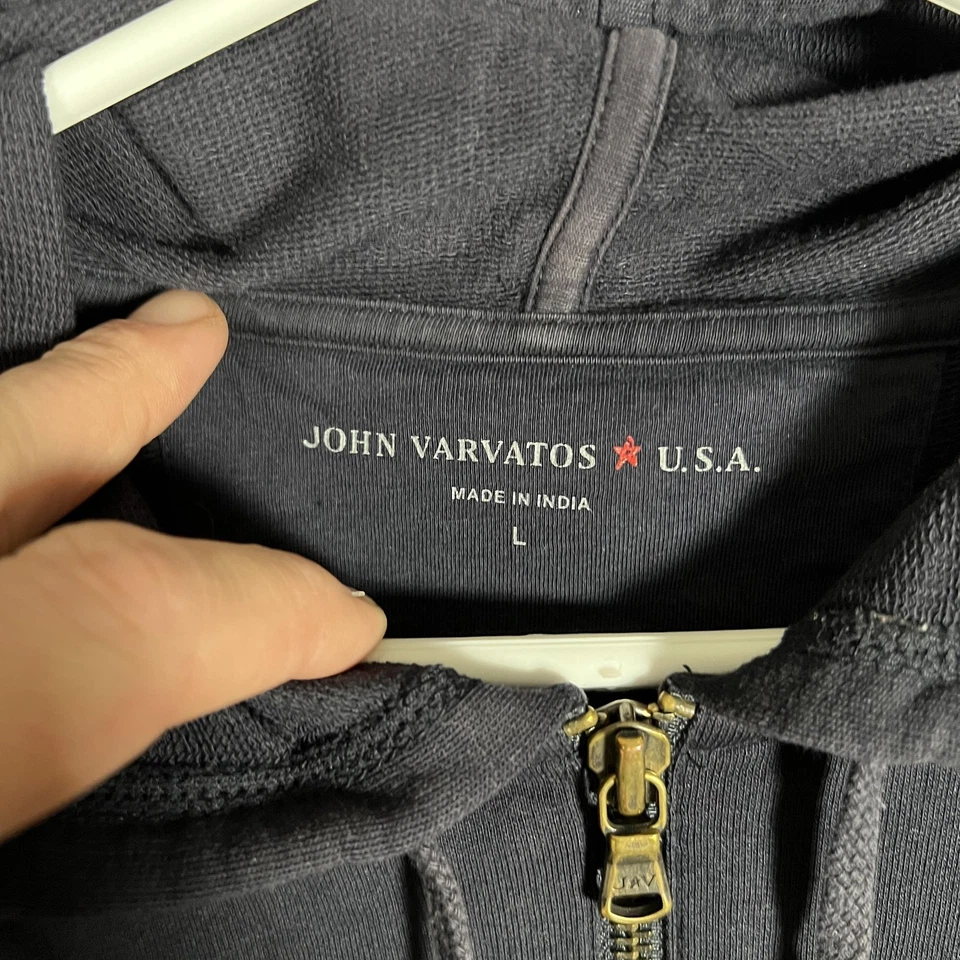 JOHN VARVATOS ★ U.S.A.
MADE IN INDIA
L
J★V